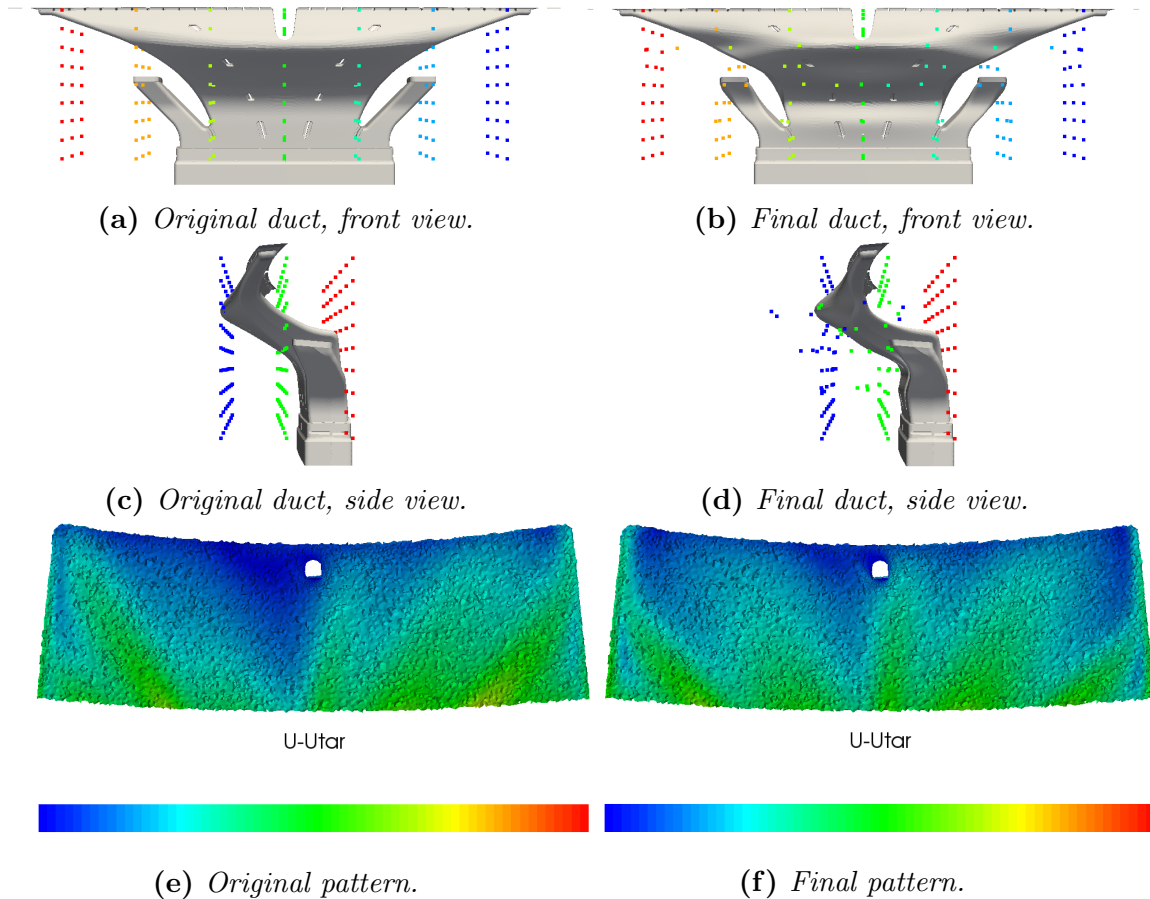 (a) Original duct, front view.
(b) Final duct, front view.
(c) Original duct, side view.
(d) Final duct, side view.
U-Utar
U-Utar
(e) Original pattern.
(f) Final pattern.